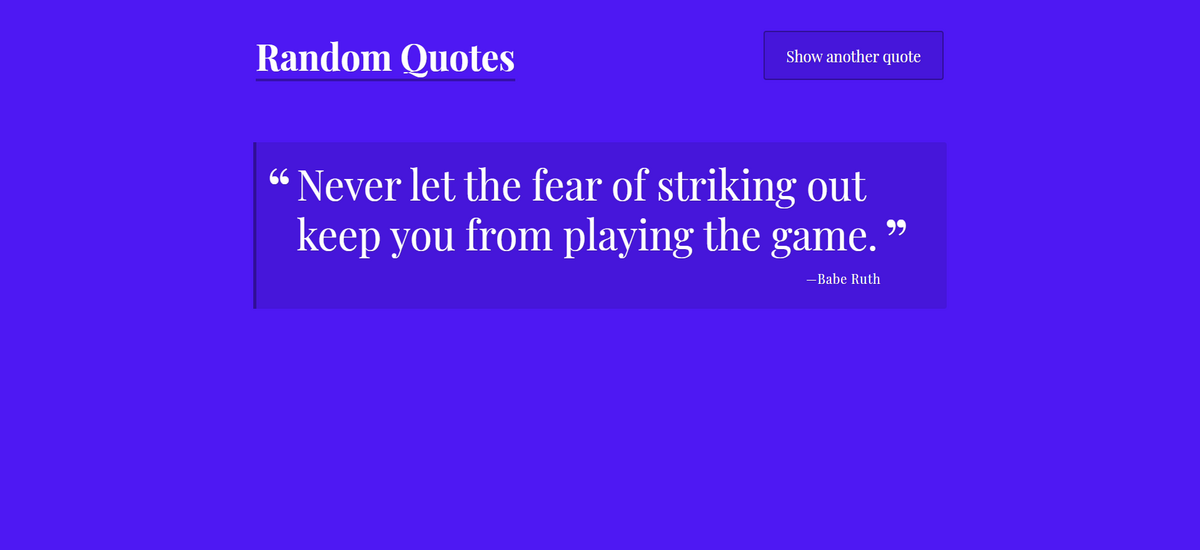 Random Quotes
Show another quote
“ Never let the fear of striking out
keep you from playing the game. ”
—Babe Ruth